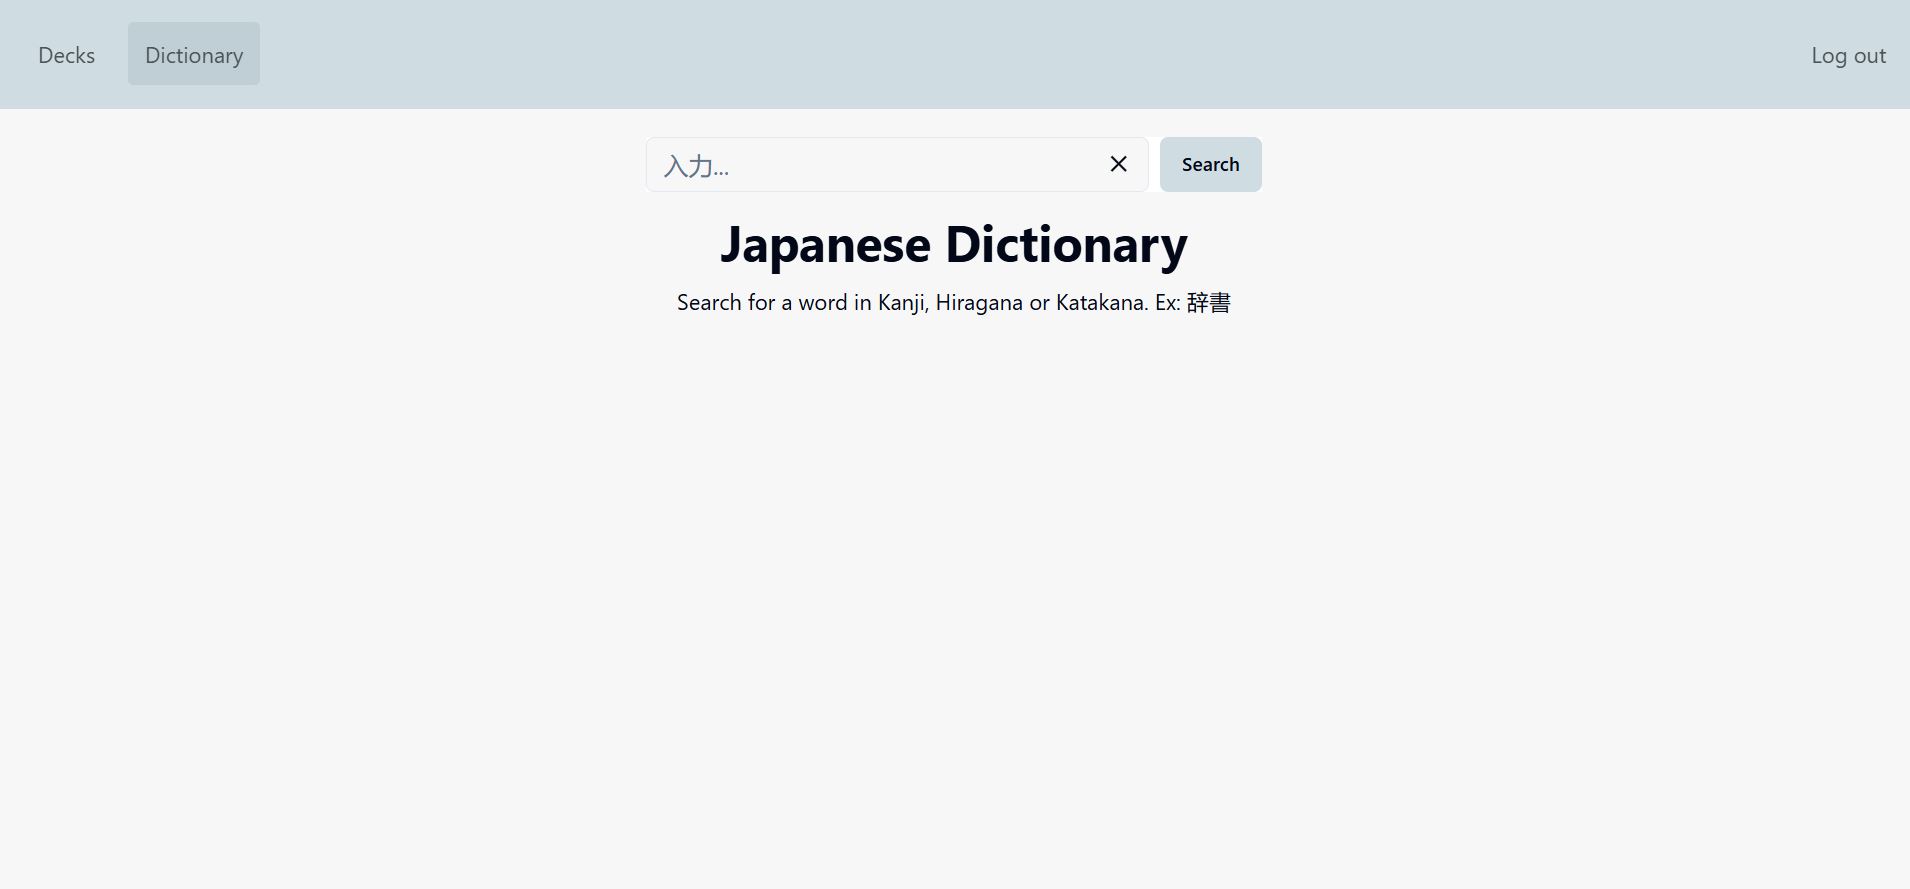 Decks Dictionary Log out
入力... Search
Japanese Dictionary
Search for a word in Kanji, Hiragana or Katakana. Ex: 辞書